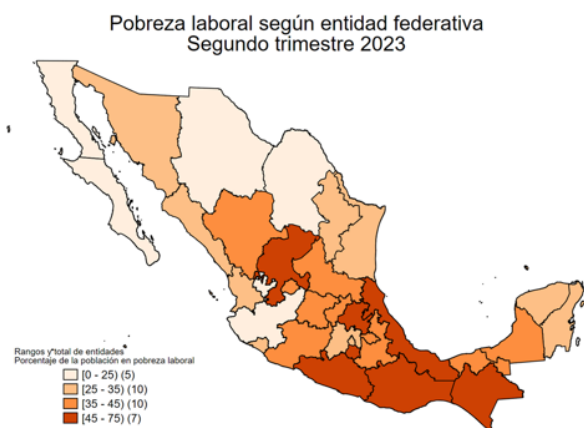 Pobreza laboral según entidad federativa
Segundo trimestre 2023
Rangos y total de entidades
Porcentaje de la población en pobreza laboral
[0 - 25) (5)
[25 - 35) (10)
[35 - 45) (10)
[45 - 75) (7)